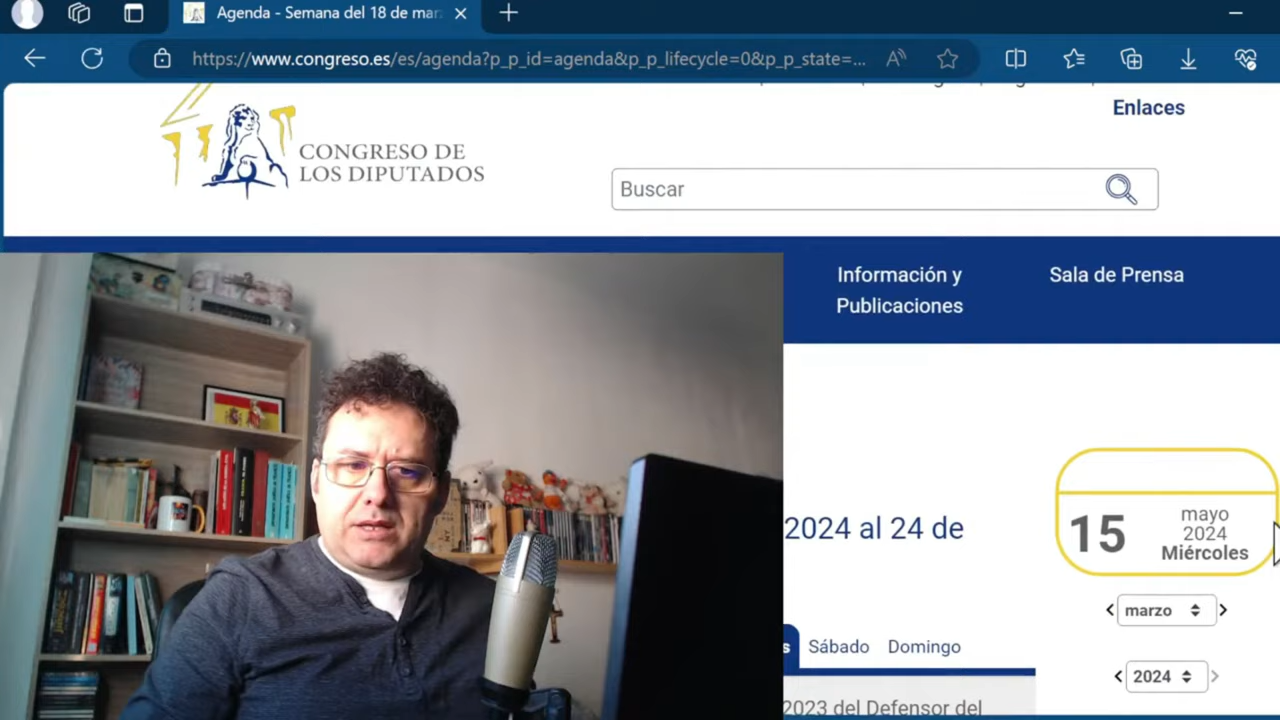 Agenda - Semana del 18 de mar
https://www.congreso.es/es/agenda?p_p_id=agenda&p_p_lifecycle=0&p_p_state=...
Enlaces
CONGRESO DE
LOS DIPUTADOS
Buscar
Información y
Publicaciones
Sala de Prensa
2024 al 24 de
15
mayo
2024
Miércoles
marzo
2024
s
Sábado
Domingo
2023 del Defensor del